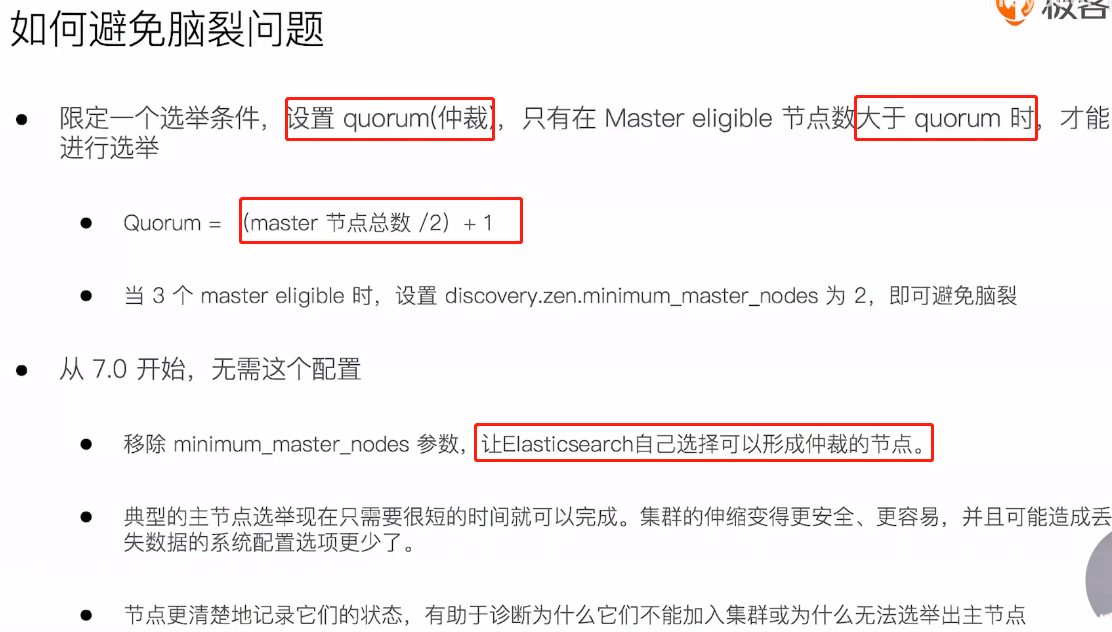 如何避免脑裂问题
极客
● 限定一个选举条件，设置 quorum(仲裁)，只有在 Master eligible 节点数大于 quorum 时，才能
进行选举
● Quorum = （master 节点总数 /2）+ 1
● 当 3 个 master eligible 时，设置 discovery.zen.minimum_master_nodes 为 2，即可避免脑裂
● 从 7.0 开始，无需这个配置
● 移除 minimum_master_nodes 参数，让Elasticsearch自己选择可以形成仲裁的节点。
● 典型的主节点选举现在只需要很短的时间就可以完成。集群的伸缩变得更安全、更容易，并且可能造成丢
失数据的系统配置选项更少了。
● 节点更清楚地记录它们的状态，有助于诊断为什么它们不能加入集群或为什么无法选举出主节点